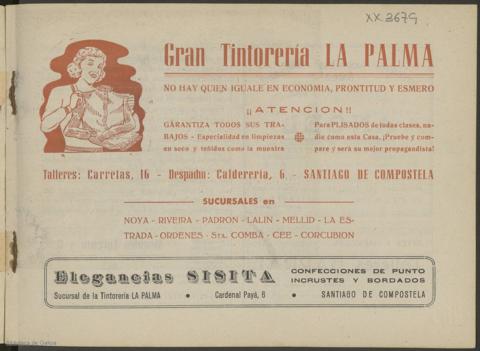 XX 3679
Gran Tintorería LA PALMA
NO HAY QUIEN IGUALE EN ECONOMIA, PRONTITUD Y ESMERO
¡¡ATENCION!!
GARANTIZA TODOS SUS TRA-
BAJOS - Especialidad en limpiezas
en seco y teñidos como la muestra
Para PLISADOS de todas clases, na-
die como esta Casa. ¡Pruebe y com-
pare y será su mejor propagandista!
Talleres: Carretas, 16 - Despacho: Calderería, 6 - SANTIAGO DE COMPOSTELA
SUCURSALES en
NOYA - RIVEIRA - PADRON - LALIN - MELLID - LA ES-
TRADA - ORDENES - Sta. COMBA - CEE - CORCUBION
Elegancias SISITA
CONFECCIONES DE PUNTO
INCRUSTES Y BORDADOS
Sucursal de la Tintorería LA PALMA • Cardenal Payá, 6 • SANTIAGO DE COMPOSTELA
Biblioteca de Galicia